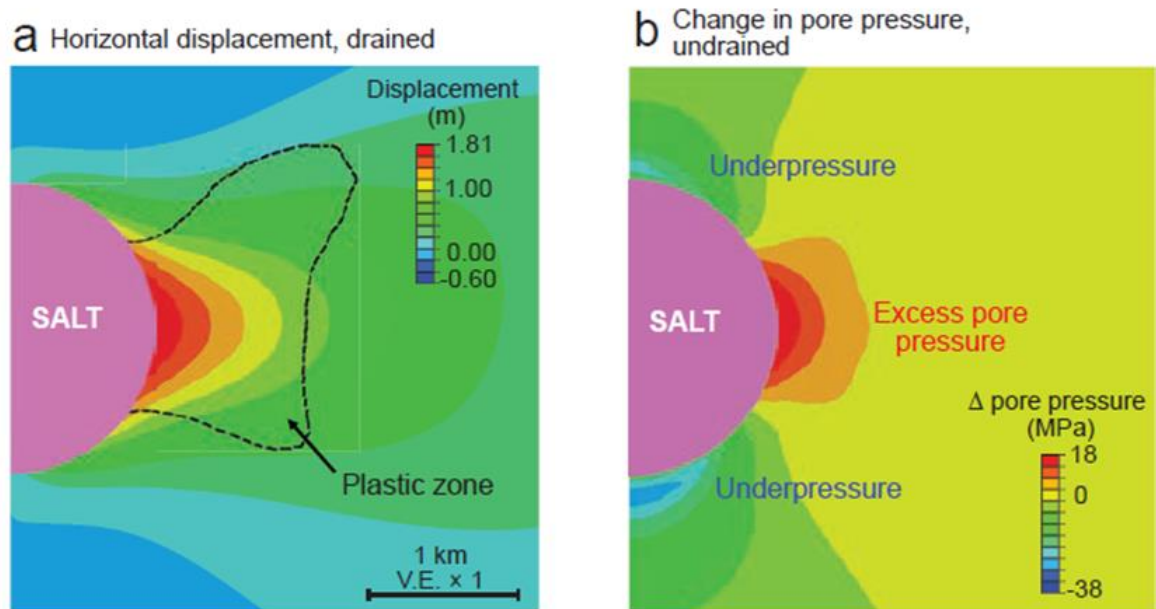 a Horizontal displacement, drained
Displacement
(m)
1.81
1.00
0.00
-0.60
SALT
Plastic zone
1 km
V.E. × 1
b Change in pore pressure,
undrained
Underpressure
SALT
Excess pore
pressure
Δ pore pressure
(MPa)
18
0
-38
Underpressure